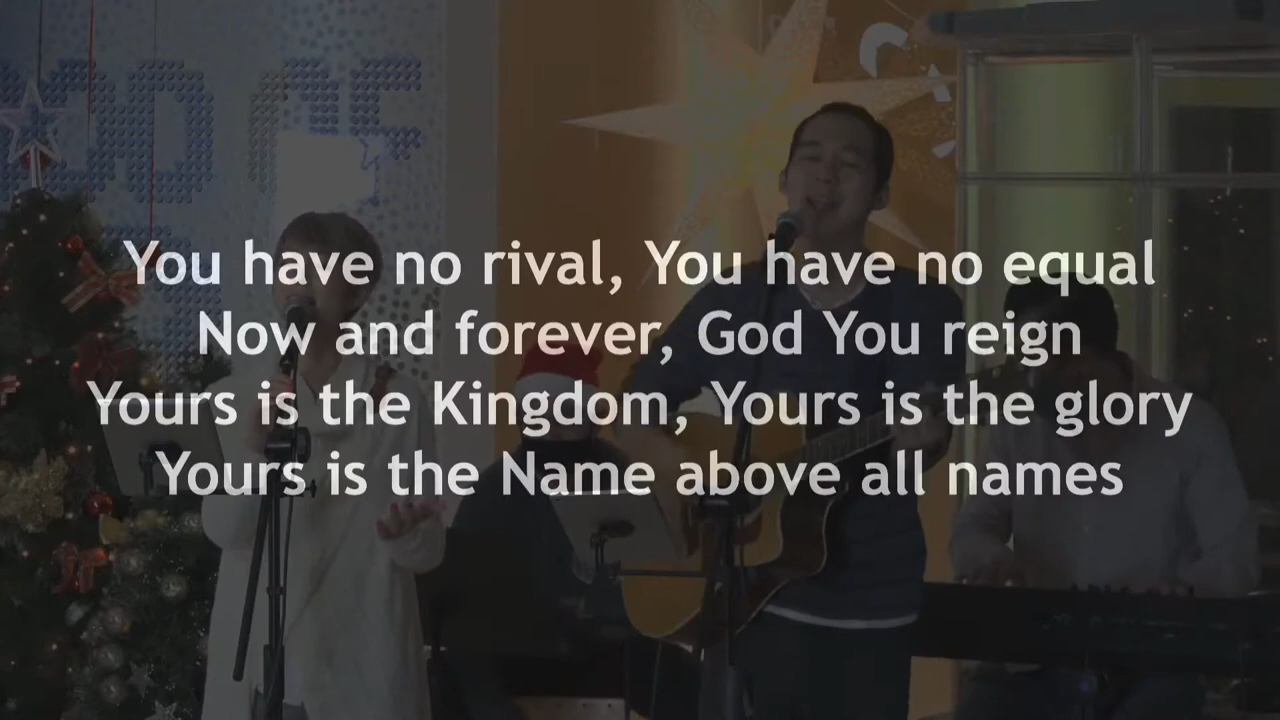 You have no rival, You have no equal
Now and forever, God You reign
Yours is the Kingdom, Yours is the glory
Yours is the Name above all names